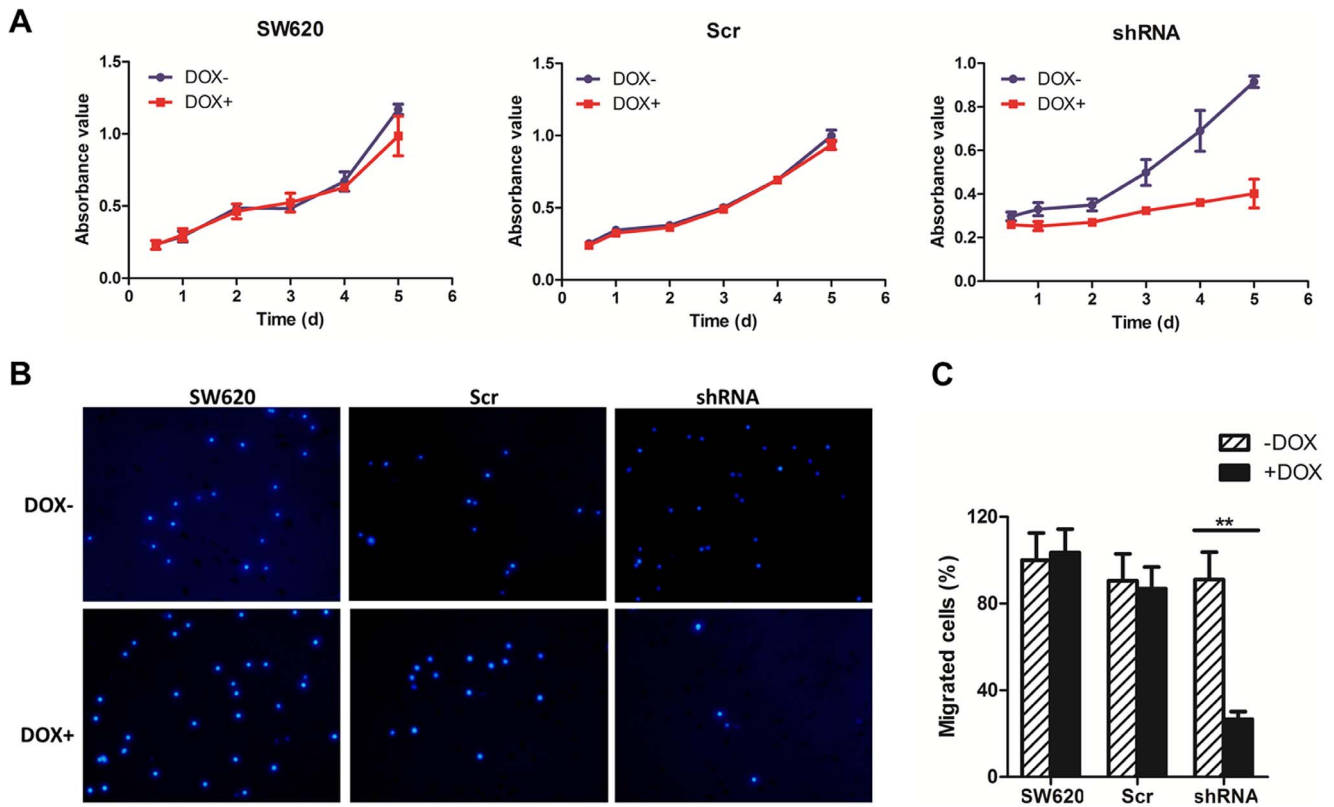 A
SW620
DOX-
DOX+
Absorbance value
1.5
1.0
0.5
0.0
0 1 2 3 4 5 6
Time (d)
Scr
DOX-
DOX+
Absorbance value
1.5
1.0
0.5
0.0
0 1 2 3 4 5 6
Time (d)
shRNA
DOX-
DOX+
Absorbance value
1.0
0.8
0.6
0.4
0.2
0.0
1 2 3 4 5 6
Time (d)
B
SW620 Scr shRNA
DOX-
DOX+
C
-DOX
+DOX
Migrated cells (%)
120
80
40
0
**
SW620 Scr shRNA